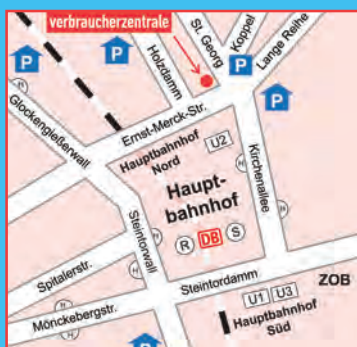 verbraucherzentrale
St. Georg
Koppel
Lange Reihe
Holzdamm
P
P
P
P
Glockengießerwall
Ernst-Merck-Str.
Hauptbahnhof
Nord
U2
H
Kirchenallee
Haupt-
bahnhof
H
H
R
DB
S
Steintorwall
Spitalerstr.
H
H
Steintordamm
ZOB
Mönckebergstr.
H
U1
U3
Hauptbahnhof
Süd
P